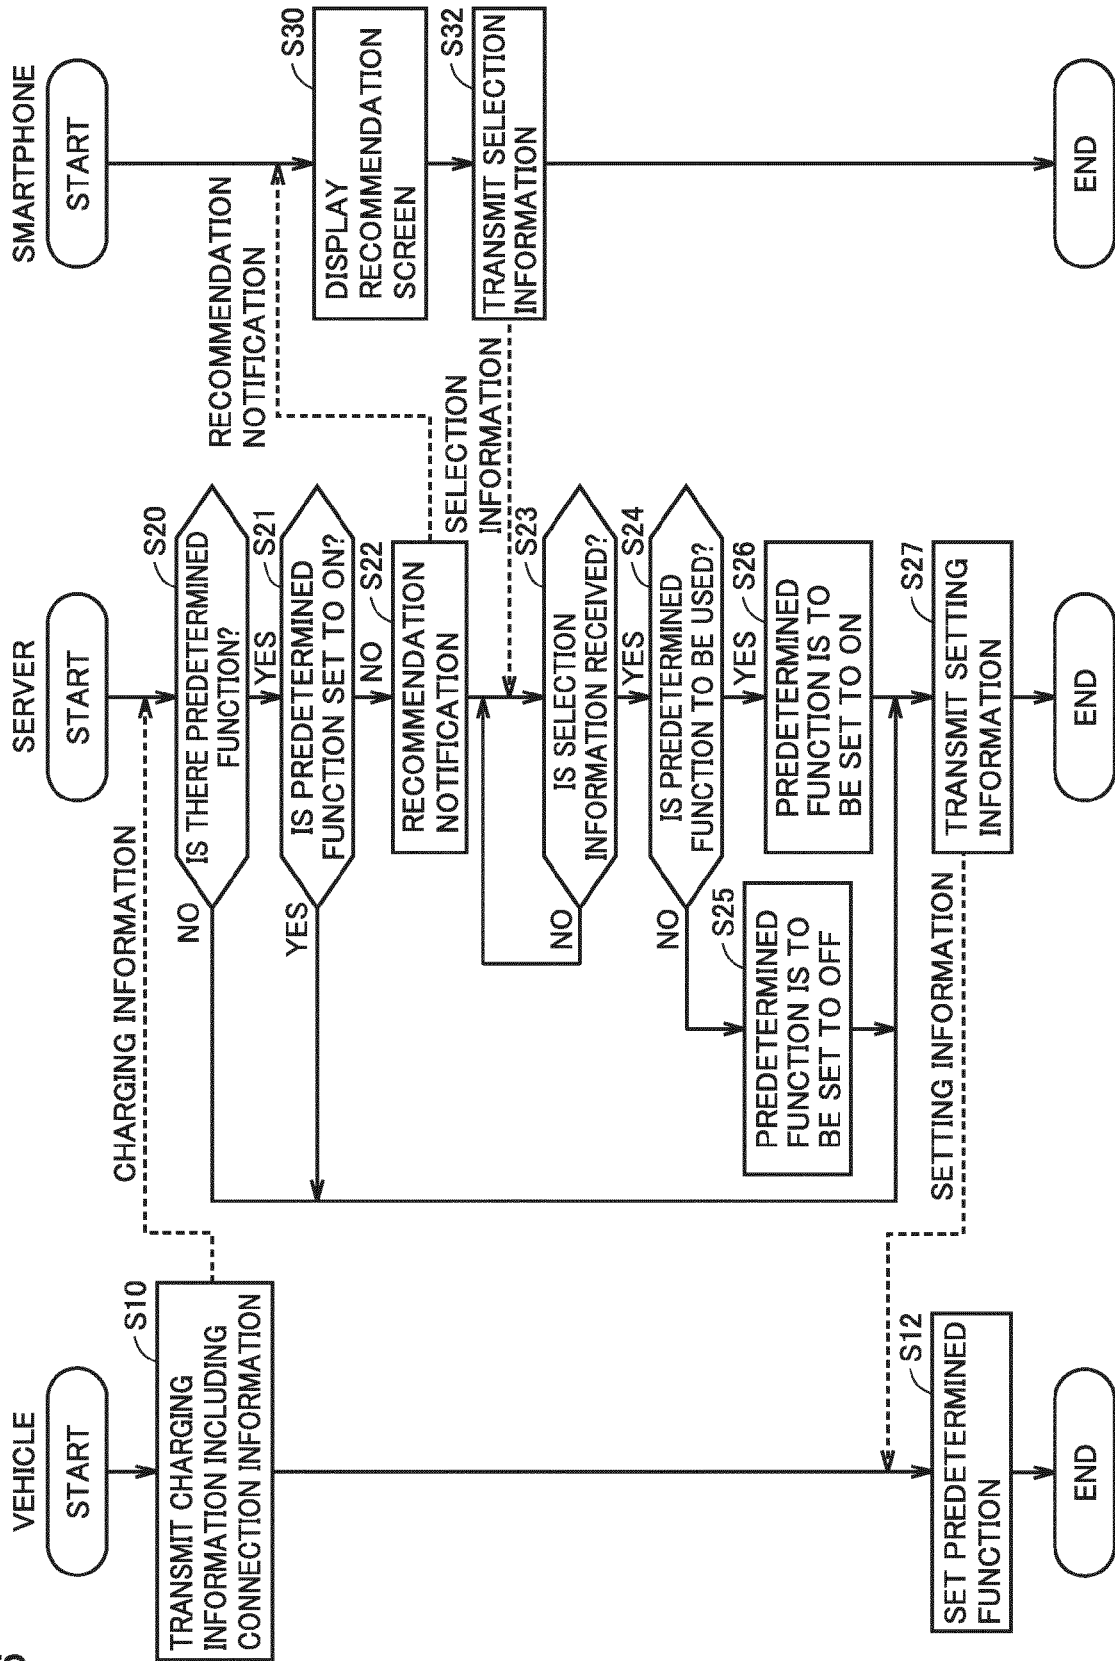 VEHICLE
START
S10
TRANSMIT CHARGING
INFORMATION INCLUDING
CONNECTION INFORMATION
S12
SET PREDETERMINED
FUNCTION
END
CHARGING INFORMATION
SETTING INFORMATION
SERVER
START
S20
IS THERE PREDETERMINED
FUNCTION?
NO
YES
S21
IS PREDETERMINED
FUNCTION SET TO ON?
YES
NO
S22
RECOMMENDATION
NOTIFICATION
S23
IS SELECTION
INFORMATION RECEIVED?
NO
YES
S24
IS PREDETERMINED
FUNCTION TO BE USED?
NO
YES
S25
PREDETERMINED
FUNCTION IS TO
BE SET TO OFF
S26
PREDETERMINED
FUNCTION IS TO
BE SET TO ON
S27
TRANSMIT SETTING
INFORMATION
END
RECOMMENDATION
NOTIFICATION
SELECTION
INFORMATION
SMARTPHONE
START
S30
DISPLAY
RECOMMENDATION
SCREEN
S32
TRANSMIT SELECTION
INFORMATION
END